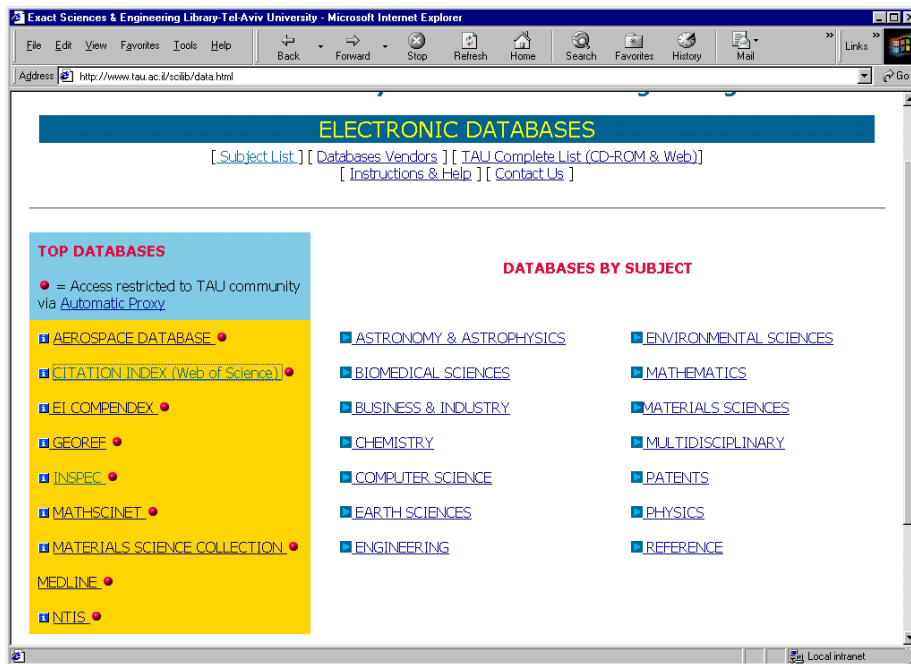 Exact Sciences & Engineering Library-Tel-Aviv University - Microsoft Internet Explorer
File Edit View Favorites Tools Help
Back Forward Stop Refresh Home Search Favorites History Mail » Links »
Address http://www.tau.ac.il/scilib/data.html Go
ELECTRONIC DATABASES
[ Subject List ] [ Databases Vendors ] [ TAU Complete List (CD-ROM & Web)]
[ Instructions & Help ] [ Contact Us ]
TOP DATABASES
= Access restricted to TAU community
via Automatic Proxy
AEROSPACE DATABASE
CITATION INDEX (Web of Science)
EI COMPENDEX
GEOREF
INSPEC
MATHSCINET
MATERIALS SCIENCE COLLECTION
MEDLINE
NTIS
DATABASES BY SUBJECT
ASTRONOMY & ASTROPHYSICS
BIOMEDICAL SCIENCES
BUSINESS & INDUSTRY
CHEMISTRY
COMPUTER SCIENCE
EARTH SCIENCES
ENGINEERING
ENVIRONMENTAL SCIENCES
MATHEMATICS
MATERIALS SCIENCES
MULTIDISCIPLINARY
PATENTS
PHYSICS
REFERENCE
Local intranet